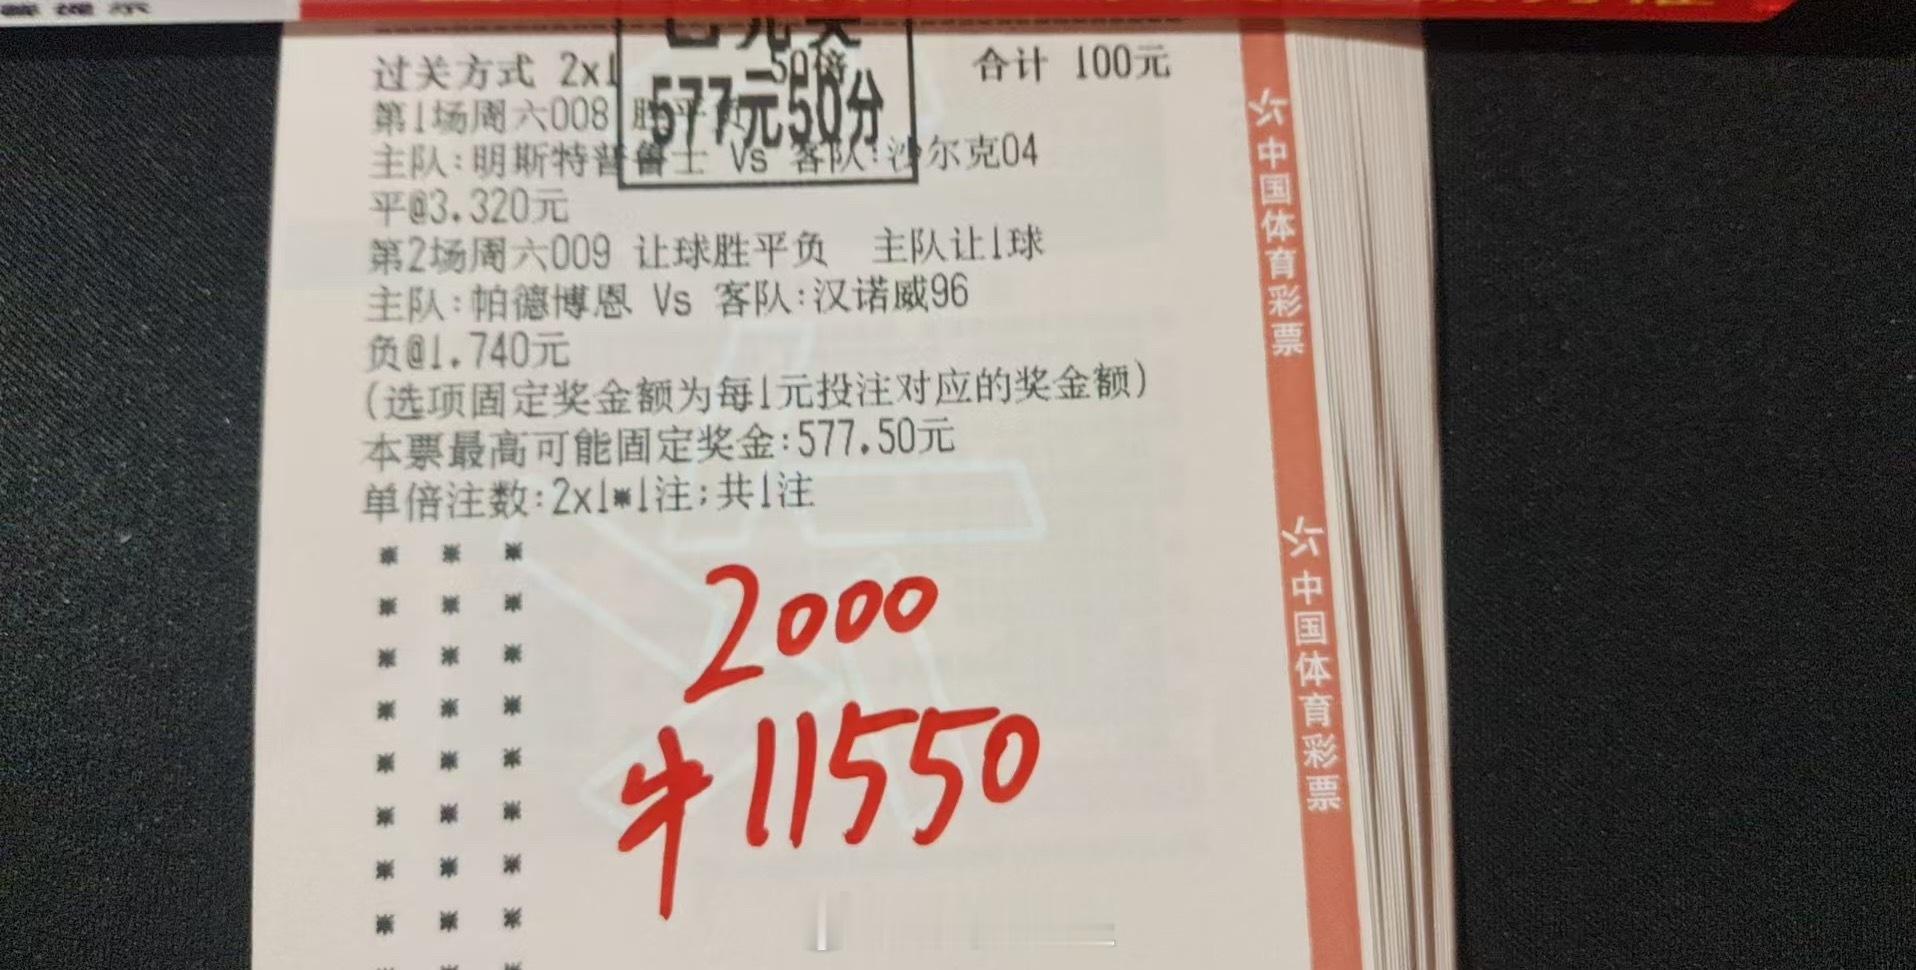 已兑奖
577元50分
过关方式 2x1 50倍 合计 100元
第1场周六008 胜平负
主队:明斯特普鲁士 Vs 客队:沙尔克04
平@3.320元
第2场周六009 让球胜平负 主队让1球
主队:帕德博恩 Vs 客队:汉诺威96
负@1.740元
(选项固定奖金额为每1元投注对应的奖金额)
本票最高可能固定奖金:577.50元
单倍注数:2x1*1注;共1注
※ ※ ※
※ ※ ※
※ ※ ※
※ ※ ※
※ ※ ※
※ ※ ※
※ ※ ※
※ ※ ※
※ ※ ※
2000
牛11550
中国体育彩票
中国体育彩票